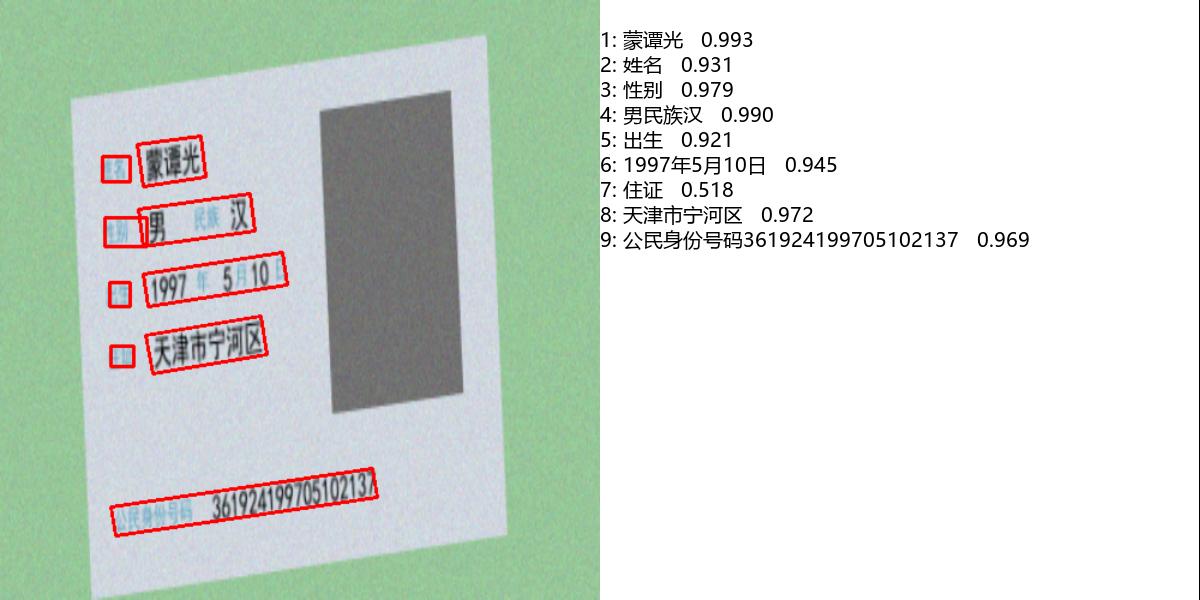 姓名 蒙谭光
性别 男 民族 汉
出生 1997 年 5 月 10 日
天津市宁河区
公民身份号码 361924199705102137
1: 蒙谭光 0.993
2: 姓名 0.931
3: 性别 0.979
4: 男民族汉 0.990
5: 出生 0.921
6: 1997年5月10日 0.945
7: 住证 0.518
8: 天津市宁河区 0.972
9: 公民身份号码361924199705102137 0.969